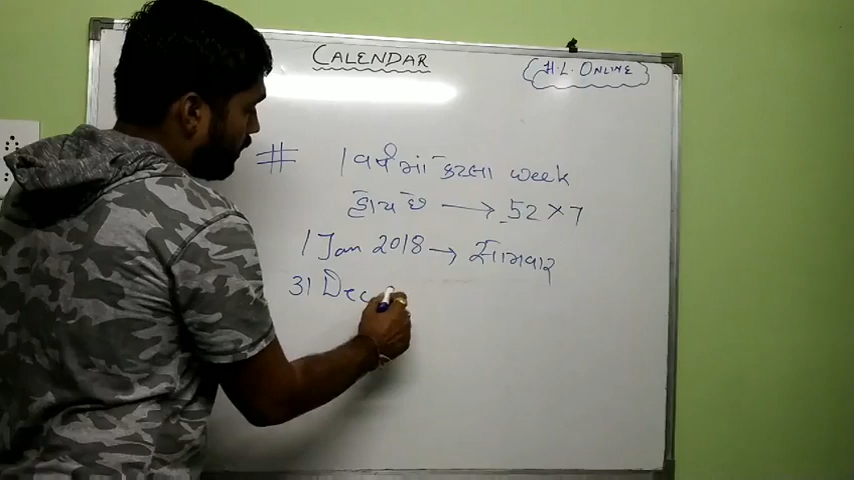 CALENDAR
H.L. ONLINE
# 1 વર્ષમાં કેટલા week
હોય છે → 52 × 7
1 Jan 2018 → સોમવાર
31 Dec